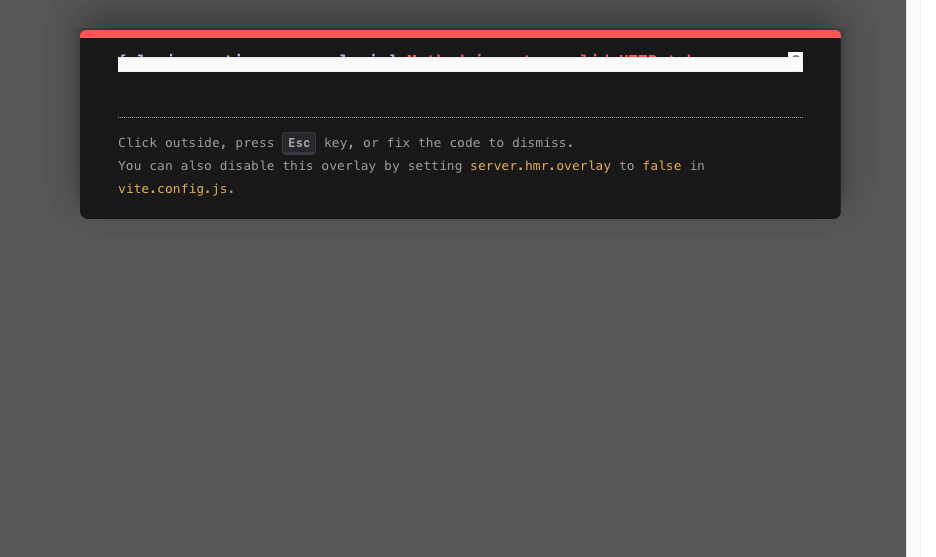 Click outside, press Esc key, or fix the code to dismiss.
You can also disable this overlay by setting server.hmr.overlay to false in
vite.config.js.